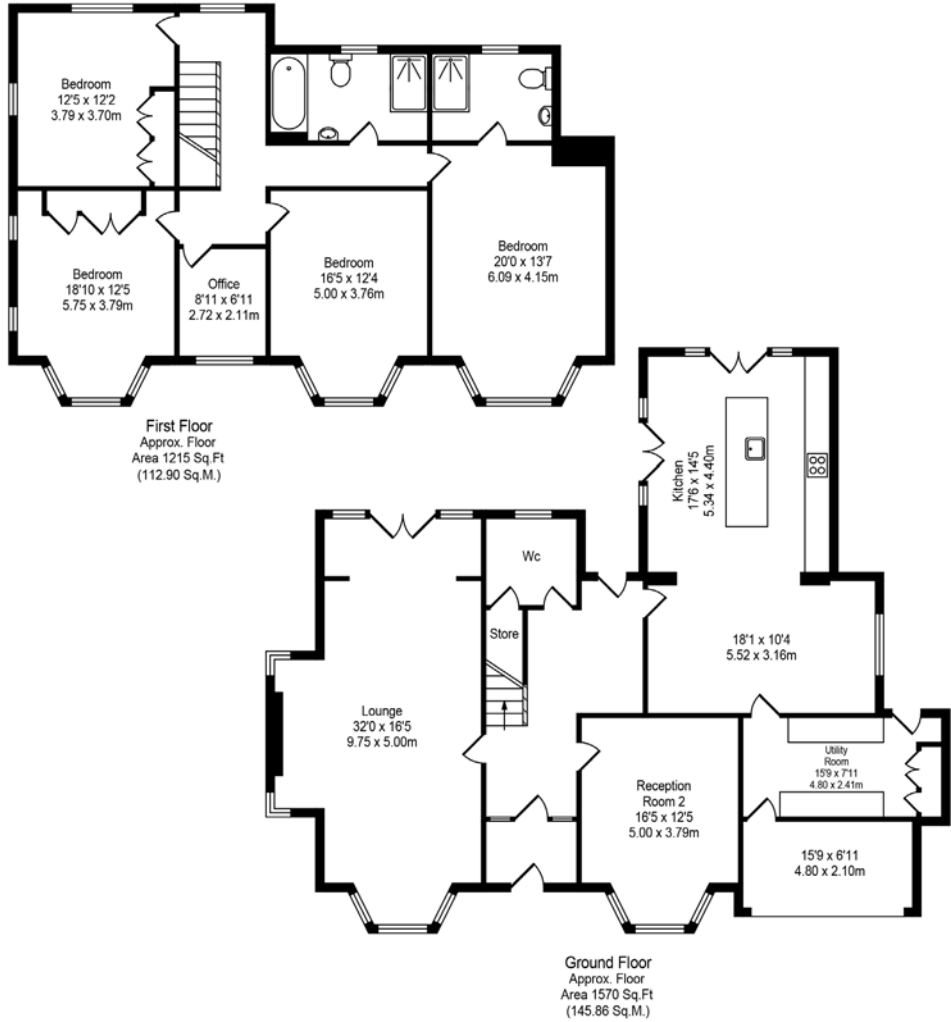 Bedroom
12'5 x 12'2
3.79 x 3.70m
Bedroom
18'10 x 12'5
5.75 x 3.79m
Office
8'11 x 6'11
2.72 x 2.11m
Bedroom
16'5 x 12'4
5.00 x 3.76m
Bedroom
20'0 x 13'7
6.09 x 4.15m
First Floor
Approx. Floor
Area 1215 Sq.Ft
(112.90 Sq.M.)
Kitchen
17'6 x 14'5
5.34 x 4.40m
Wc
Store
18'1 x 10'4
5.52 x 3.16m
Lounge
32'0 x 16'5
9.75 x 5.00m
Utility
Room
15'9 x 7'11
4.80 x 2.41m
Reception
Room 2
16'5 x 12'5
5.00 x 3.79m
15'9 x 6'11
4.80 x 2.10m
Ground Floor
Approx. Floor
Area 1570 Sq.Ft
(145.86 Sq.M.)